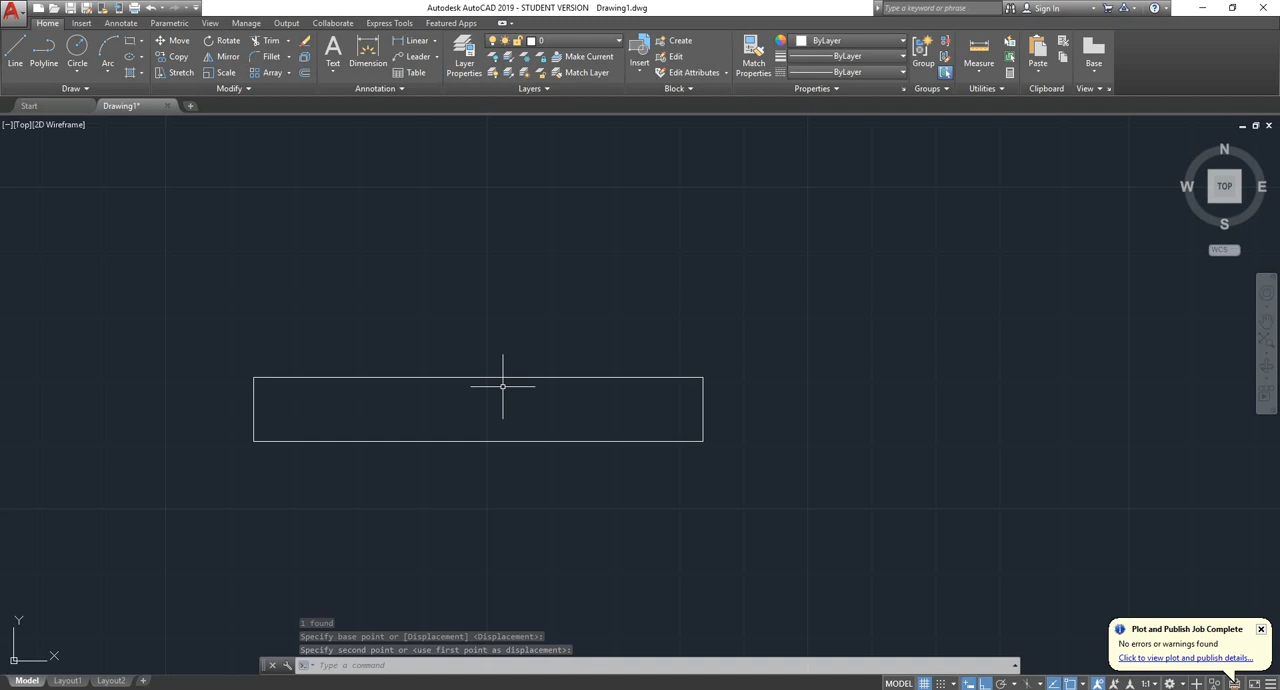 Autodesk AutoCAD 2019 - STUDENT VERSION Drawing1.dwg
Type a keyword or phrase
Sign In
Home Insert Annotate Parametric View Manage Output Collaborate Express Tools Featured Apps
Line
Polyline
Circle
Arc
Draw
Move
Copy
Stretch
Rotate
Mirror
Scale
Trim
Fillet
Array
Modify
Text
Dimension
Linear
Leader
Table
Annotation
Layer
Properties
0
Make Current
Match Layer
Layers
Insert
Create
Edit
Edit Attributes
Block
Match
Properties
ByLayer
ByLayer
ByLayer
Properties
Group
Groups
Measure
Utilities
Paste
Clipboard
Base
View
Start
Drawing1*
[−][Top][2D Wireframe]
N
W
TOP
E
S
WCS
1 found
Specify base point or [Displacement] <Displacement>:
Specify second point or <use first point as displacement>:
Type a command
Y
X
Plot and Publish Job Complete
No errors or warnings found
Click to view plot and publish details...
Model Layout1 Layout2
MODEL
1:1